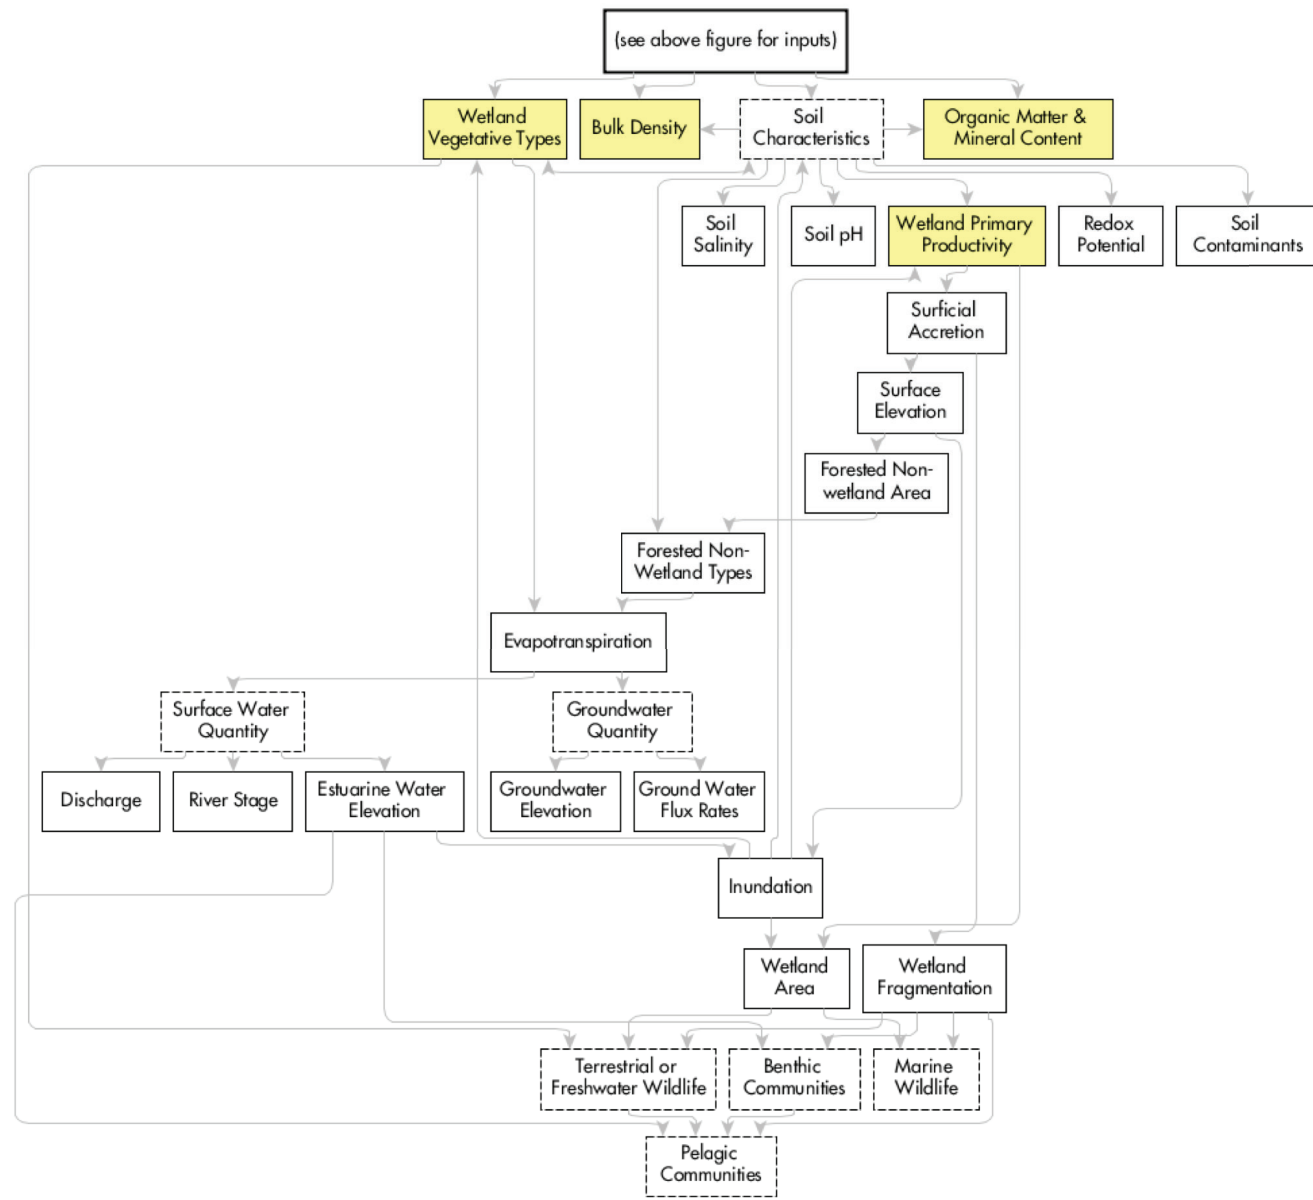 (see above figure for inputs)
Wetland
Vegetative Types
Bulk Density
Soil
Characteristics
Organic Matter &
Mineral Content
Soil
Salinity
Soil pH
Wetland Primary
Productivity
Redox
Potential
Soil
Contaminants
Surficial
Accretion
Surface
Elevation
Forested Non-
wetland Area
Forested Non-
Wetland Types
Evapotranspiration
Surface Water
Quantity
Groundwater
Quantity
Discharge
River Stage
Estuarine Water
Elevation
Groundwater
Elevation
Ground Water
Flux Rates
Inundation
Wetland
Area
Wetland
Fragmentation
Terrestrial or
Freshwater Wildlife
Benthic
Communities
Marine
Wildlife
Pelagic
Communities